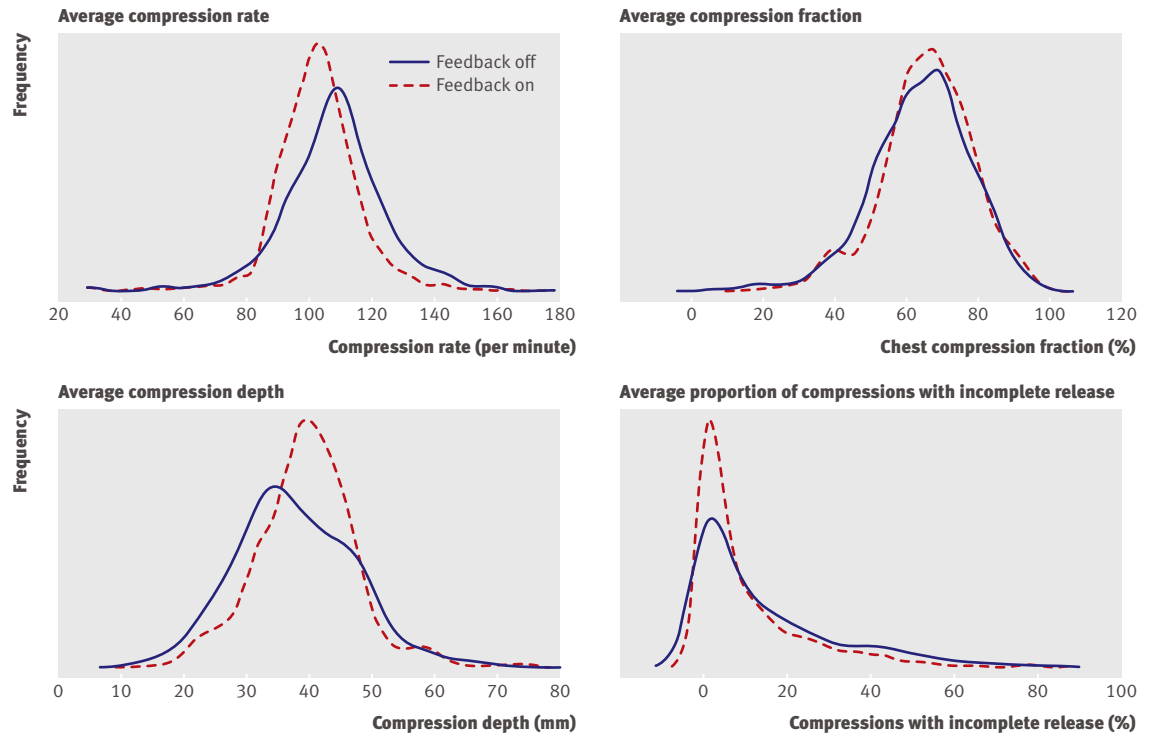 Average compression rate
Frequency
Feedback off
Feedback on
20 40 60 80 100 120 140 160 180
Compression rate (per minute)
Average compression fraction
0 20 40 60 80 100 120
Chest compression fraction (%)
Average compression depth
Frequency
0 10 20 30 40 50 60 70 80
Compression depth (mm)
Average proportion of compressions with incomplete release
0 20 40 60 80 100
Compressions with incomplete release (%)